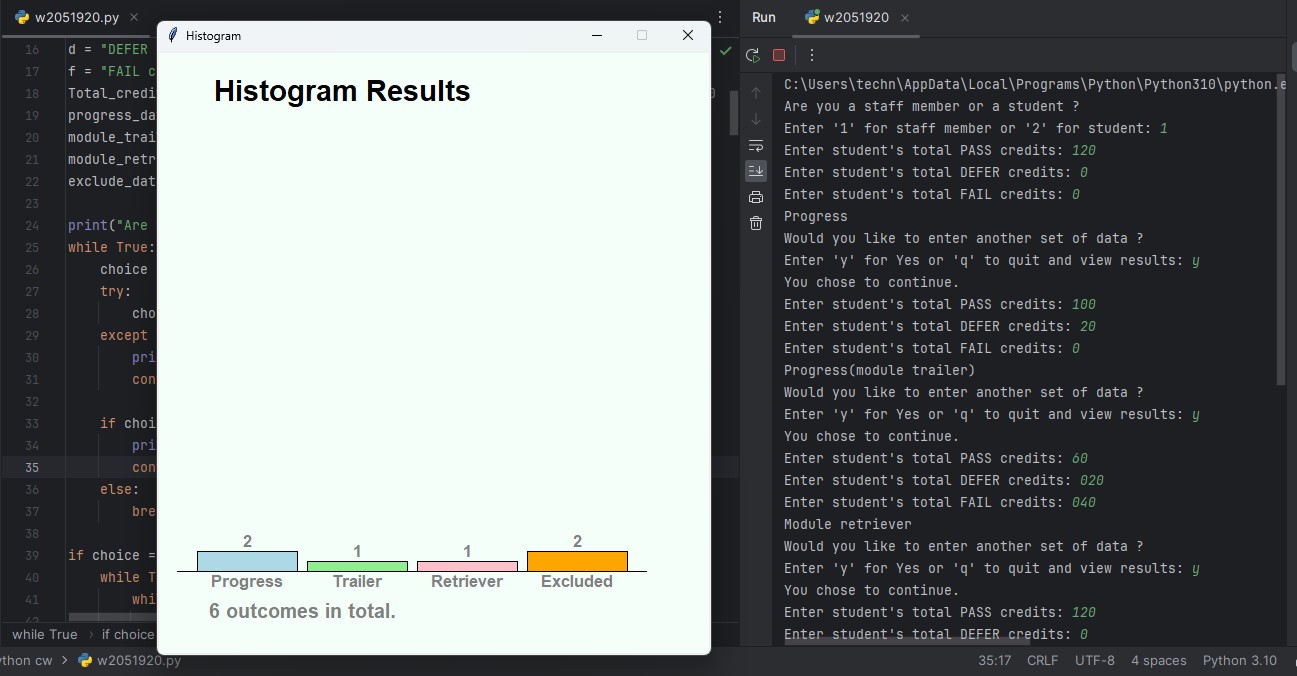 w2051920.py
16 d = "DEFER
17 f = "FAIL c
18 Total_credi
19 progress_da
20 module_trai
21 module_retr
22 exclude_dat
23
24 print("Are
25 while True:
26 choice
27 try:
28 cho
29 except
30 pri
31 con
32
33 if choi
34 pri
35 con
36 else:
37 bre
38
39 if choice =
40 while T
41 whi
42
while True › if choice
Histogram
Histogram Results
2 1 1 2
Progress Trailer Retriever Excluded
6 outcomes in total.
Run w2051920
C:\Users\techn\AppData\Local\Programs\Python\Python310\python.e
Are you a staff member or a student ?
Enter '1' for staff member or '2' for student: 1
Enter student's total PASS credits: 120
Enter student's total DEFER credits: 0
Enter student's total FAIL credits: 0
Progress
Would you like to enter another set of data ?
Enter 'y' for Yes or 'q' to quit and view results: y
You chose to continue.
Enter student's total PASS credits: 100
Enter student's total DEFER credits: 20
Enter student's total FAIL credits: 0
Progress(module trailer)
Would you like to enter another set of data ?
Enter 'y' for Yes or 'q' to quit and view results: y
You chose to continue.
Enter student's total PASS credits: 60
Enter student's total DEFER credits: 020
Enter student's total FAIL credits: 040
Module retriever
Would you like to enter another set of data ?
Enter 'y' for Yes or 'q' to quit and view results: y
You chose to continue.
Enter student's total PASS credits: 120
Enter student's total DEFER credits: 0
ython cw > w2051920.py
35:17 CRLF UTF-8 4 spaces Python 3.10